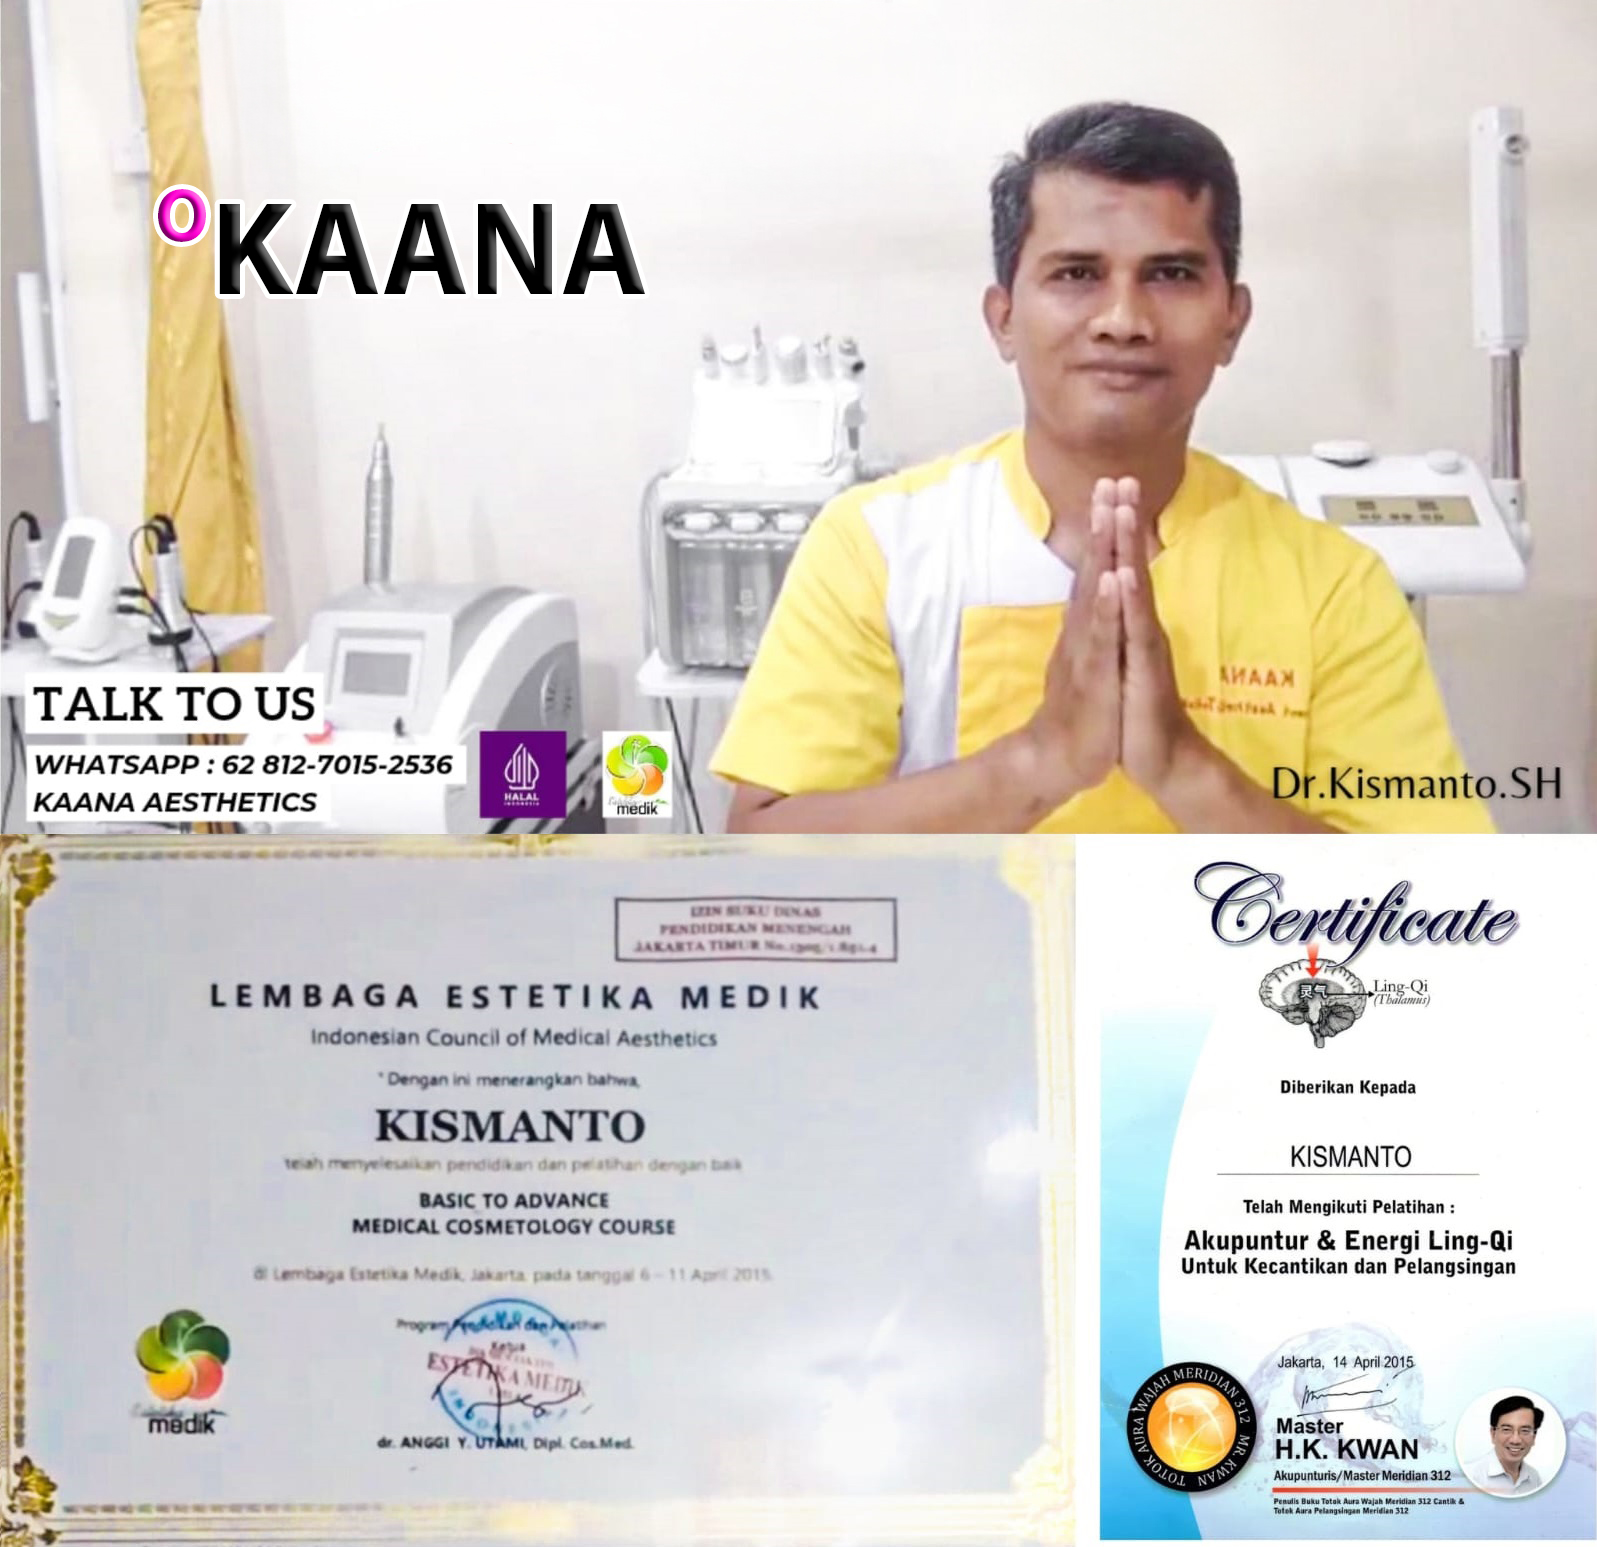 OKAANA
TALK TO US
WHATSAPP : 62 812-7015-2536
KAANA AESTHETICS
HALAL
INDONESIA
medik
KAANA
Dr.Kismanto.SH
IZIN SUKU DINAS
PENDIDIKAN MENENGAH
JAKARTA TIMUR
LEMBAGA ESTETIKA MEDIK
Indonesian Council of Medical Aesthetics
" Dengan ini menerangkan bahwa,
KISMANTO
telah menyelesaikan pendidikan dan pelatihan dengan baik
BASIC TO ADVANCE
MEDICAL COSMETOLOGY COURSE
di Lembaga Estetika Medik, Jakarta, pada tanggal 6 - 11 April 2015
Program Pendidikan dan Pelatihan
Ketua
ESTETIKA MEDIK
INDONESIA
medik
dr. ANGGI Y. UTAMI, Dipl. Cos.Med.
Certificate
灵气
Ling-Qi
(Thalamus)
Diberikan Kepada
KISMANTO
Telah Mengikuti Pelatihan :
Akupuntur & Energi Ling-Qi
Untuk Kecantikan dan Pelangsingan
Jakarta, 14 April 2015
Master
H.K. KWAN
Akupunturis/Master Meridian 312
Penulis Buku Totok Aura Wajah Meridian 312 Cantik &
Totok Aura Pelangsingan Meridian 312
TOTOK AURA WAJAH MERIDIAN 312 MR. KWAN